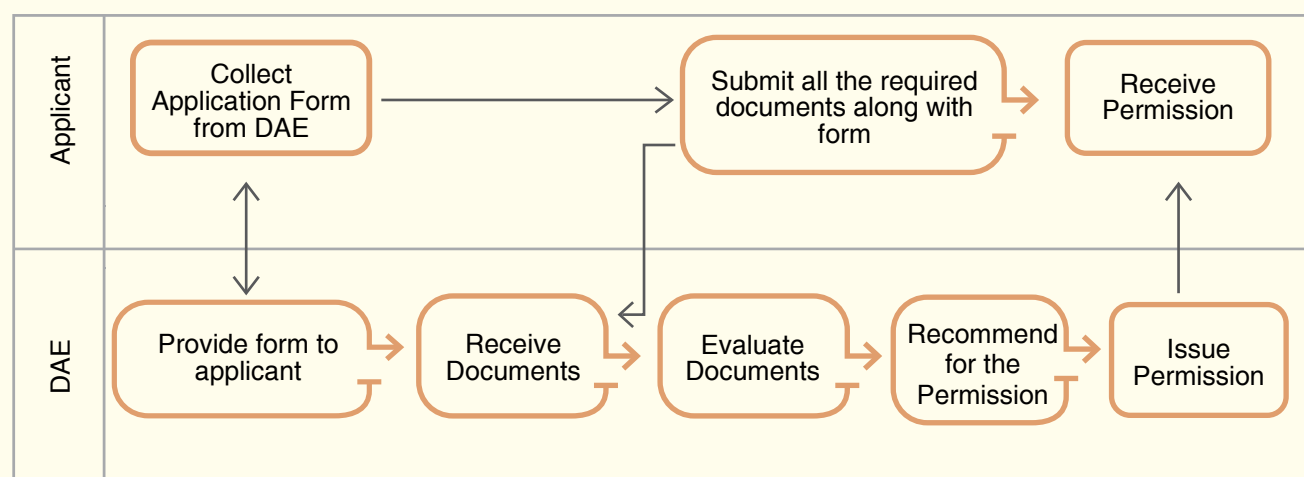 Applicant
Collect
Application Form
from DAE
Submit all the required
documents along with
form
Receive
Permission
DAE
Provide form to
applicant
Receive
Documents
Evaluate
Documents
Recommend
for the
Permission
Issue
Permission